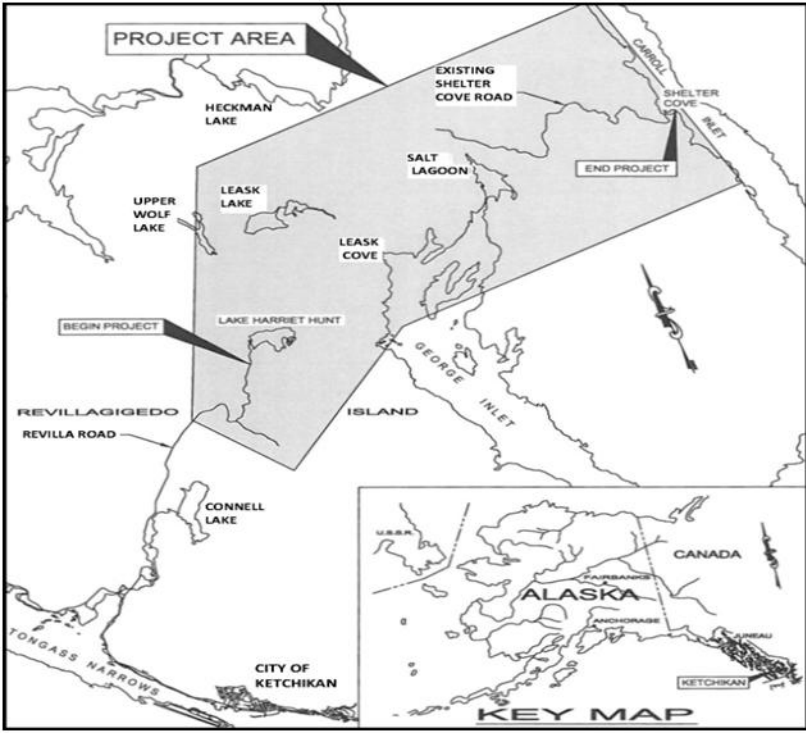 PROJECT AREA
HECKMAN
LAKE
EXISTING
SHELTER
COVE ROAD
CARROLL
INLET
SHELTER
COVE
END PROJECT
SALT
LAGOON
LEASK
LAKE
UPPER
WOLF
LAKE
LEASK
COVE
LAKE HARRIET HUNT
BEGIN PROJECT
GEORGE INLET
REVILLAGIGEDO
ISLAND
REVILLA ROAD
CONNELL
LAKE
TONGASS NARROWS
CITY OF
KETCHIKAN
U.S.S.R.
CANADA
FAIRBANKS
ALASKA
ANCHORAGE
JUNEAU
KETCHIKAN
KEY MAP